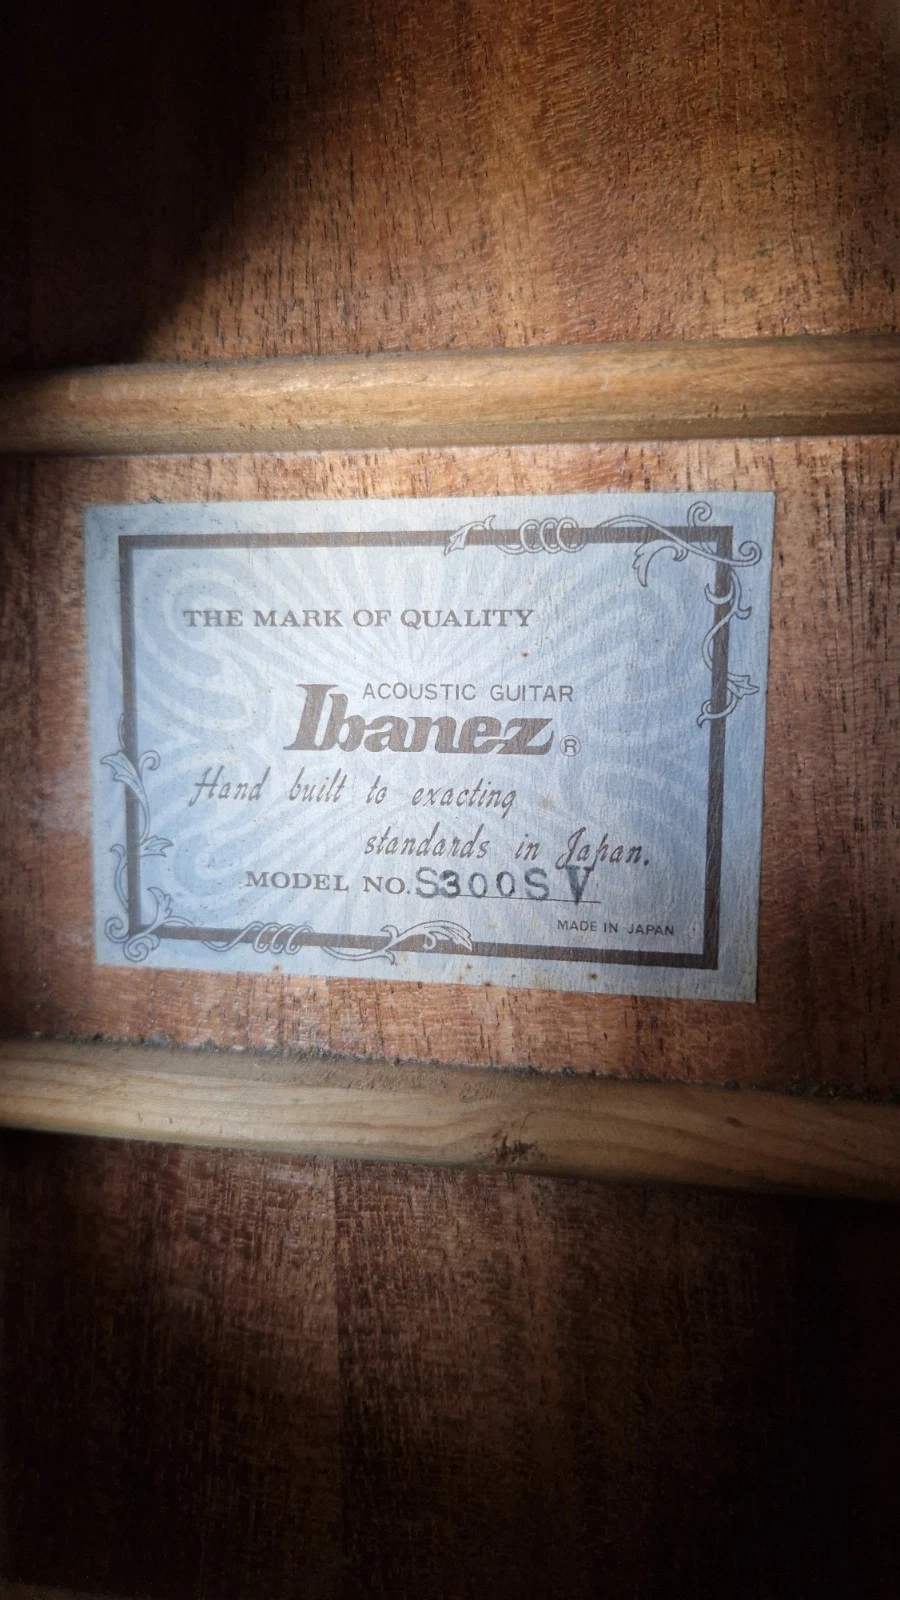 THE MARK OF QUALITY
ACOUSTIC GUITAR
Ibanez®
Hand built to exacting
standards in Japan.
MODEL NO. S300S V
MADE IN JAPAN